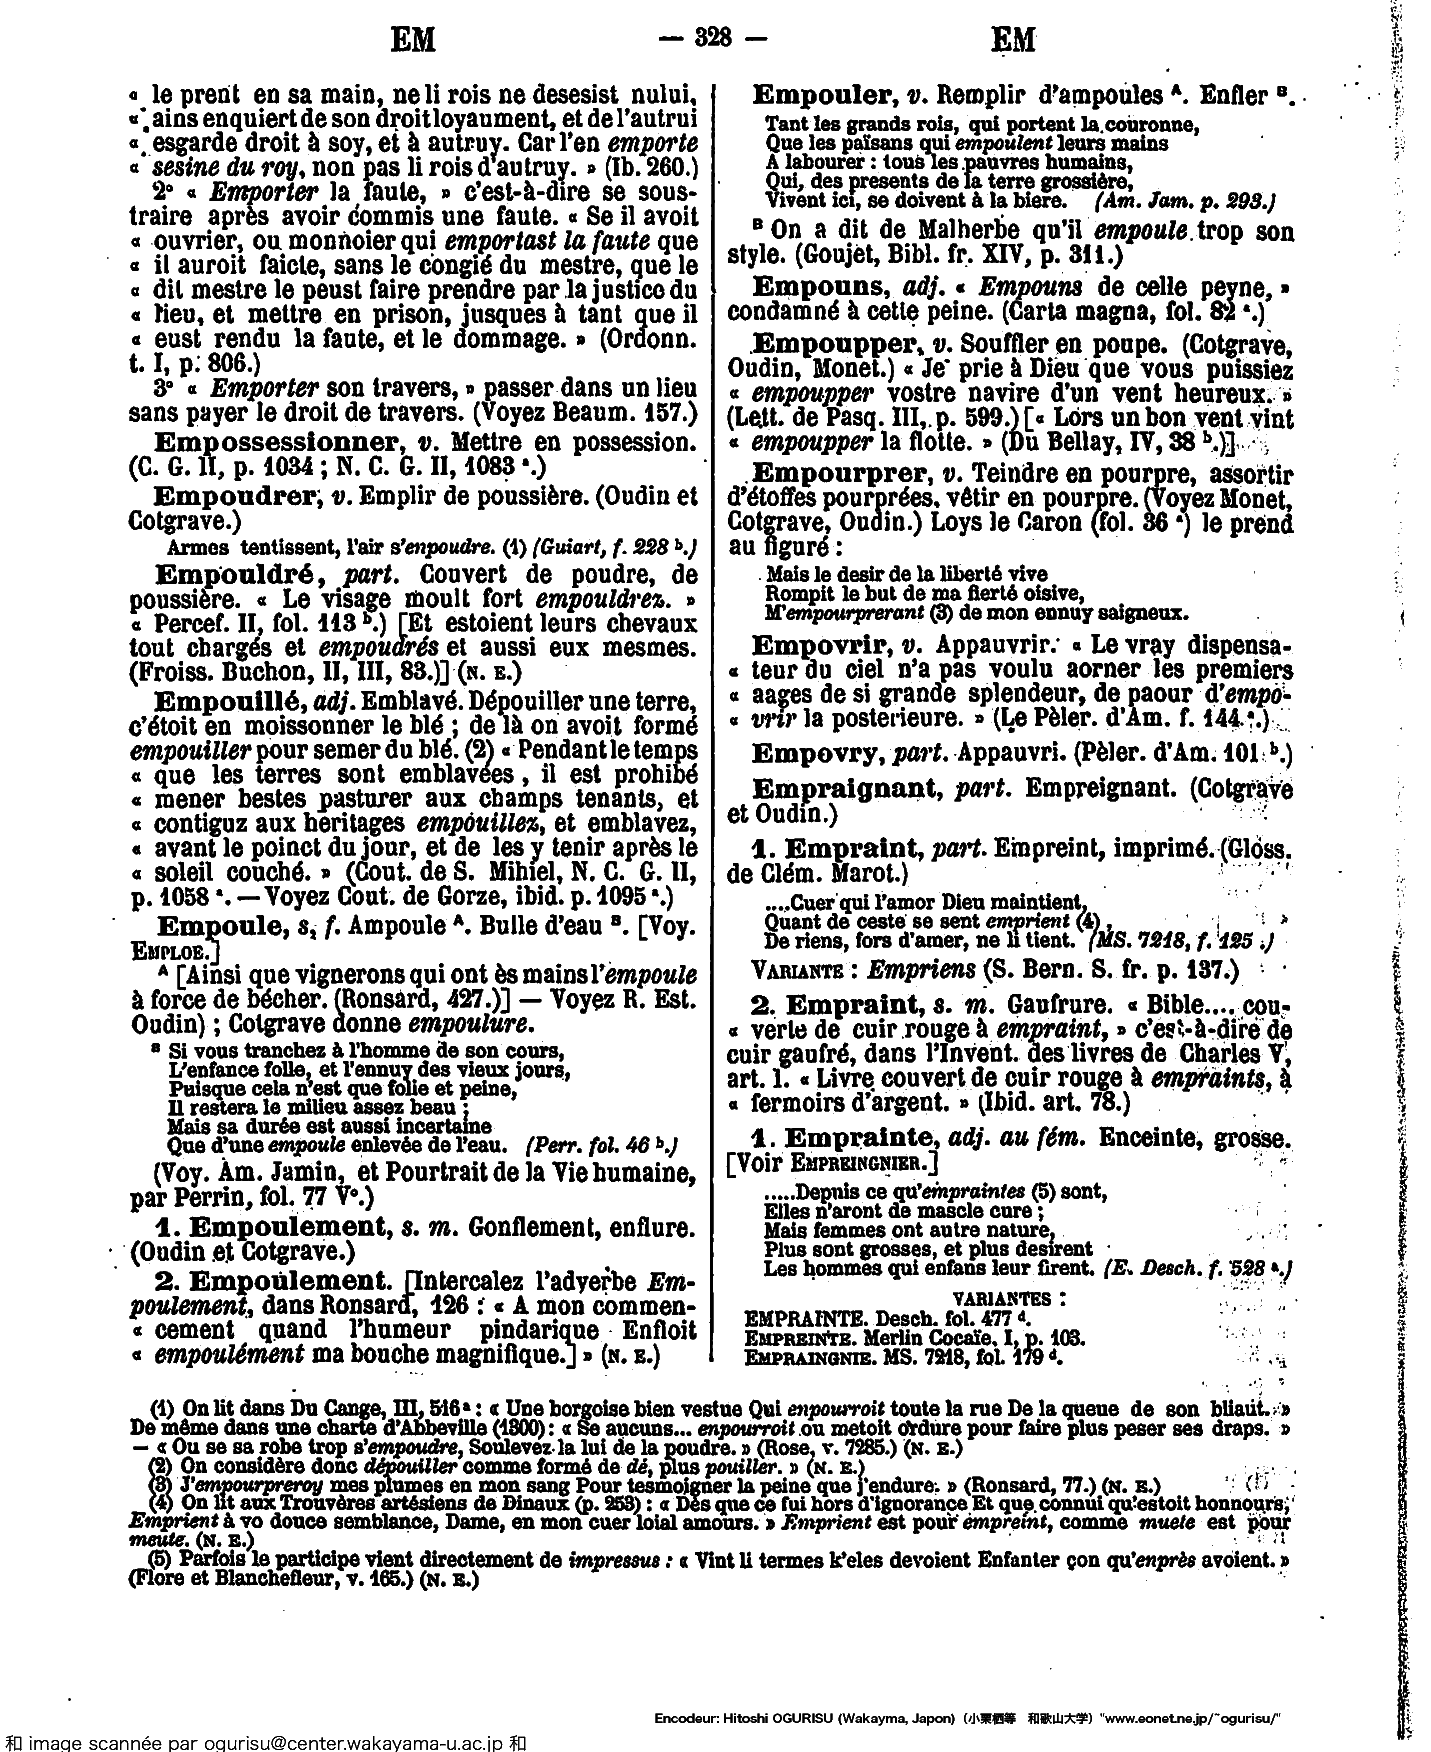 EM — 328 — EM
« le prent en sa main, ne li rois ne desesist nului,
« ains enquiert de son droit loyaument, et de l'autrui
« esgarde droit à soy, et à autruy. Car l'en emporte
« sesine du roy, non pas li rois d'autruy. » (Ib. 260.)
2° « Emporter la faute, » c'est-à-dire se sous-
traire après avoir commis une faute. « Se il avoit
« ouvrier, ou monnoier qui emportast la faute que
« il auroit faicte, sans le congié du mestre, que le
« dit mestre le peust faire prendre par la justice du
« lieu, et mettre en prison, jusques à tant que il
« eust rendu la faute, et le dommage. » (Ordonn.
t. I, p. 806.)
3° « Emporter son travers, » passer dans un lieu
sans payer le droit de travers. (Voyez Beaum. 157.)
Empossessionner, v. Mettre en possession.
(C. G. II, p. 1034 ; N. C. G. II, 1083 ª.)
Empoudrer, v. Emplir de poussière. (Oudin et
Cotgrave.)
Armes tentissent, l'air s'enpoudre. (1) (Guiart, f. 228 b.)
Empouldré, part. Couvert de poudre, de
poussière. « Le visage moult fort empouldrez. »
« Percef. II, fol. 113 b.) [Et estoient leurs chevaux
tout chargés et empoudrés et aussi eux mesmes.
(Froiss. Buchon, II, III, 83.)] (N. E.)
Empouillé, adj. Emblavé. Dépouiller une terre,
c'étoit en moissonner le blé ; de là on avoit formé
empouiller pour semer du blé. (2) « Pendant le temps
« que les terres sont emblavées, il est prohibé
« mener bestes pasturer aux champs tenants, et
« contiguz aux heritages empouillez, et emblavez,
« avant le poinct du jour, et de les y tenir après le
« soleil couché. » (Cout. de S. Mihiel, N. C. G. II,
p. 1058 ª. — Voyez Cout. de Gorze, ibid. p. 1095 ª.)
Empoule, s. f. Ampoule A. Bulle d'eau B. [Voy.
EMPLOE.]
A [Ainsi que vignerons qui ont ès mains l'empoule
à force de bécher. (Ronsard, 427.)] — Voyez R. Est.
Oudin) ; Cotgrave donne empoulure.
B Si vous tranchez à l'homme de son cours,
L'enfance folle, et l'ennuy des vieux jours,
Puisque cela n'est que folie et peine,
Il restera le milieu assez beau ;
Mais sa durée est aussi incertaine
Que d'une empoule enlevée de l'eau. (Perr. fol. 46 b.)
(Voy. Am. Jamin, et Pourtrait de la Vie humaine,
par Perrin, fol. 77 V°.)
1. Empoulement, s. m. Gonflement, enflure.
(Oudin et Cotgrave.)
2. Empoulement. [Intercalez l'adverbe Em-
poulement, dans Ronsard, 126 : « A mon commen-
« cement quand l'humeur pindarique Enfloit
« empoulément ma bouche magnifique.] » (N. E.)
Empouler, v. Remplir d'ampoules A. Enfler B.
Tant les grands rois, qui portent la couronne,
Que les païsans qui empoulent leurs mains
A labourer : tous les pauvres humains,
Qui, des presents de la terre grossière,
Vivent ici, se doivent à la biere. (Am. Jam. p. 293.)
B On a dit de Malherbe qu'il empoule trop son
style. (Goujet, Bibl. fr. XIV, p. 311.)
Empouns, adj. « Empouns de celle peyne, »
condamné à cette peine. (Carta magna, fol. 82 ª.)
Empoupper, v. Souffler en poupe. (Cotgrave,
Oudin, Monet.) « Je prie à Dieu que vous puissiez
« empoupper vostre navire d'un vent heureux. »
(Lett. de Pasq. III, p. 599.) [« Lors un bon vent vint
« empoupper la flotte. » (Du Bellay, IV, 38 b.)]
Empourprer, v. Teindre en pourpre, assortir
d'étoffes pourprées, vêtir en pourpre. (Voyez Monet,
Cotgrave, Oudin.) Loys le Caron (fol. 36 ª) le prend
au figuré :
Mais le desir de la liberté vive
Rompit le but de ma fierté oisive,
M'empourprerant (3) de mon ennuy saigneux.
Empovrir, v. Appauvrir. « Le vray dispensa-
« teur du ciel n'a pas voulu aorner les premiers
« aages de si grande splendeur, de paour d'empo-
« vrir la posterieure. » (Le Pèler. d'Am. f. 144 ª.)
Empovry, part. Appauvri. (Pèler. d'Am. 101 b.)
Empraignant, part. Empreignant. (Cotgrave
et Oudin.)
1. Empraint, part. Empreint, imprimé. (Gloss.
de Clém. Marot.)
....Cuer qui l'amor Dieu maintient,
Quant de ceste se sent emprient (4),
De riens, fors d'amer, ne li tient. (MS. 7218, f. 125 .)
VARIANTE : Empriens (S. Bern. S. fr. p. 137.)
2. Empraint, s. m. Gaufrure. « Bible.... cou-
« verte de cuir rouge à empraint, » c'est-à-dire de
cuir gaufré, dans l'Invent. des livres de Charles V,
art. 1. « Livre couvert de cuir rouge à empraints, à
« fermoirs d'argent. » (Ibid. art. 78.)
1. Emprainte, adj. au fém. Enceinte, grosse.
[Voir EMPREINGNIER.]
.....Depuis ce qu'empraintes (5) sont,
Elles n'aront de mascle cure ;
Mais femmes ont autre nature,
Plus sont grosses, et plus desirent
Les hommes qui enfans leur firent. (E. Desch. f. 528 ª.)
VARIANTES :
EMPRAINTE. Desch. fol. 477 d.
EMPREINTE. Merlin Cocaïe, I, p. 103.
EMPRAINGNIE. MS. 7218, fol. 179 d.
(1) On lit dans Du Cange, III, 516 ª : « Une borgoise bien vestue Qui enpourroit toute la rue De la queue de son bliaut. »
De même dans une charte d'Abbeville (1300) : « Se aucuns... enpourroit ou metoit ordure pour faire plus peser ses draps. »
— « Ou se sa robe trop s'empoudre, Soulevez la lui de la poudre. » (Rose, v. 7285.) (N. E.)
(2) On considère donc dépouiller comme formé de dé, plus pouiller. » (N. E.)
(3) J'empourpreroy mes plumes en mon sang Pour tesmoigner la peine que j'endure. » (Ronsard, 77.) (N. E.)
(4) On lit aux Trouvères artésiens de Dinaux (p. 253) : « Dès que ce fui hors d'ignorance Et que connui qu'estoit honnours,
Emprient à vo douce semblance, Dame, en mon cuer loial amours. » Emprient est pour empreint, comme muete est pour
meute. (N. E.)
(5) Parfois le participe vient directement de impressus : « Vint li termes k'eles devoient Enfanter çon qu'enprès avoient. »
(Flore et Blanchefleur, v. 165.) (N. E.)
Encodeur: Hitoshi OGURISU (Wakayma, Japon) (小栗栖等 和歌山大学) "www.eonet.ne.jp/~ogurisu/"
和 image scannée par ogurisu@center.wakayama-u.ac.jp 和